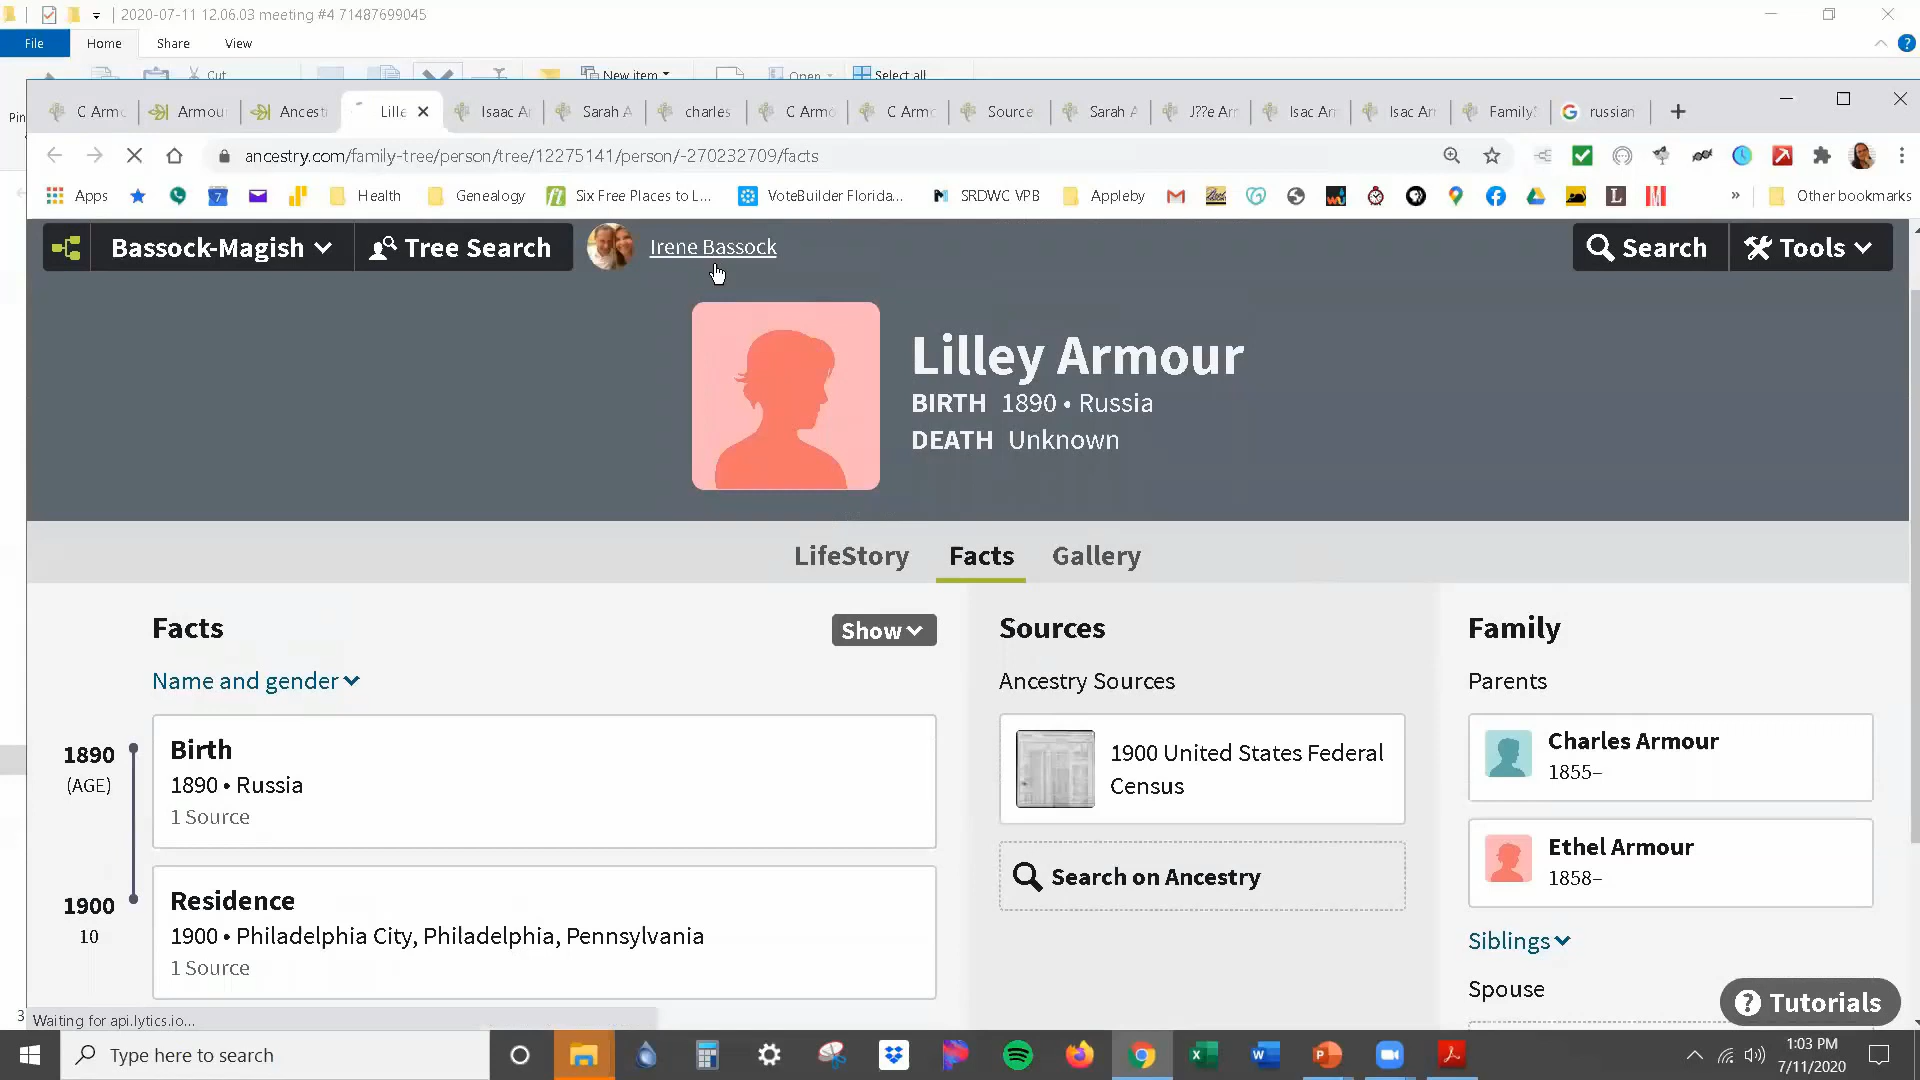 2020-07-11 12.06.03 meeting #4 71487699045
File Home Share View
Cut New item Open Select all
Pin
C Arm Armou Ancest Lille Isaac A Sarah A charles C Armo C Arm Source Sarah A J??e Arr Isac Arr Isac Arr Family! russian
ancestry.com/family-tree/person/tree/12275141/person/-270232709/facts
Apps 7 Health Genealogy Six Free Places to L... VoteBuilder Florida... SRDWC VPB Appleby » Other bookmarks
Bassock-Magish Tree Search Irene Bassock Search Tools
Lilley Armour
BIRTH 1890 • Russia
DEATH Unknown
LifeStory Facts Gallery
Facts Show Sources Family
Name and gender Ancestry Sources Parents
1890
(AGE)
Birth
1890 • Russia
1 Source
1900 United States Federal
Census
Charles Armour
1855–
Search on Ancestry
Ethel Armour
1858–
1900
10
Residence
1900 • Philadelphia City, Philadelphia, Pennsylvania
1 Source
Siblings
Spouse
? Tutorials
3 Waiting for api.lytics.io...
Type here to search
1:03 PM
7/11/2020